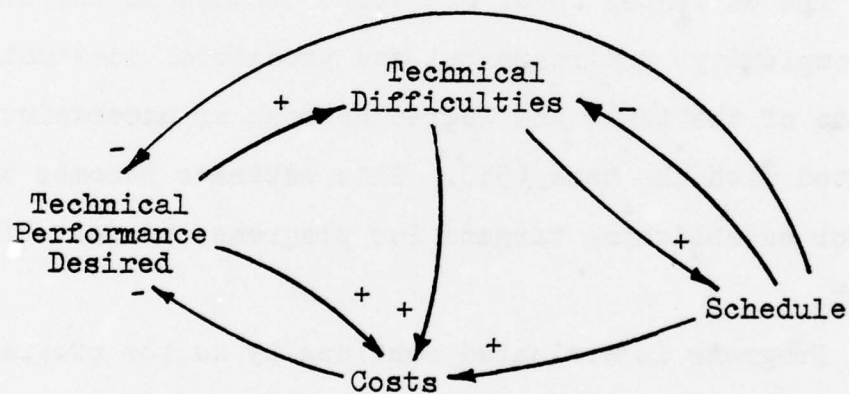 +
Technical
Difficulties
-
-
Technical
Performance
Desired
+
-
+
+
Schedule
+
Costs